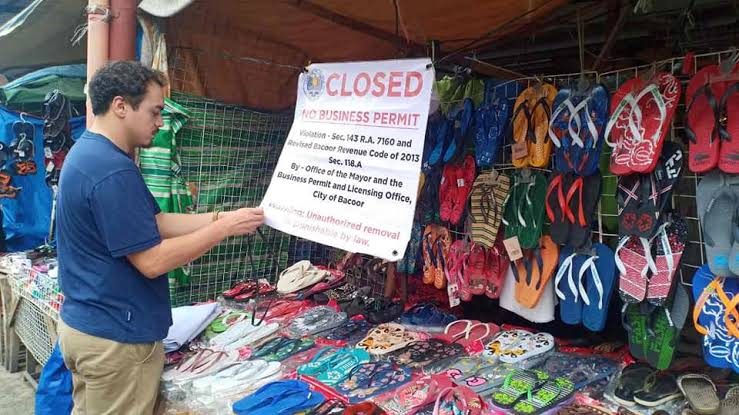 CLOSED
NO BUSINESS PERMIT
Violation - Sec. 143 R.A. 7160 and
Revised Bacoor Revenue Code of 2013
Sec. 118.A
By - Office of the Mayor and the
Business Permit and Licensing Office,
City of Bacoor
Warning: Unauthorized removal
is punishable by law.